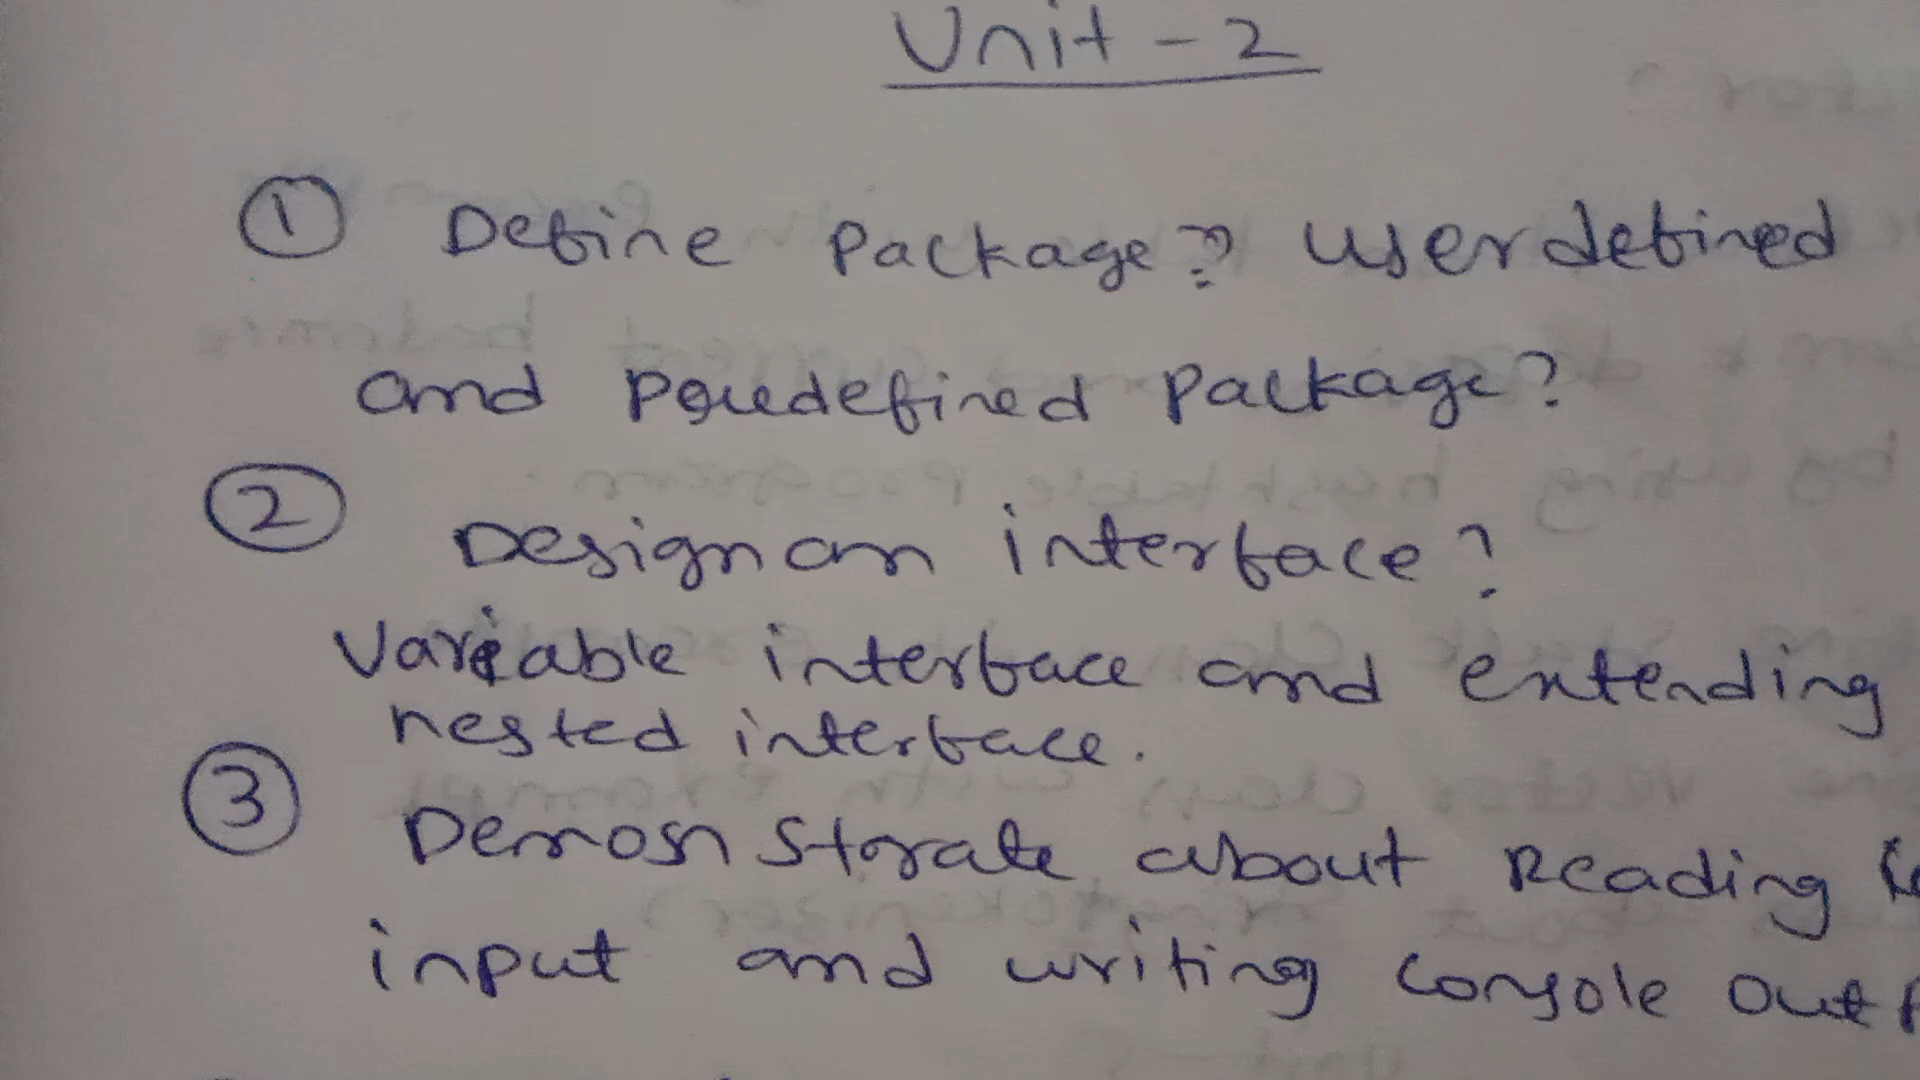 Unit - 2
① Define Package? userdefined
and Predefined Package?
② Design an interface?
Variable interface and extending
nested interface.
③ Demonstrate about Reading
input and writing console